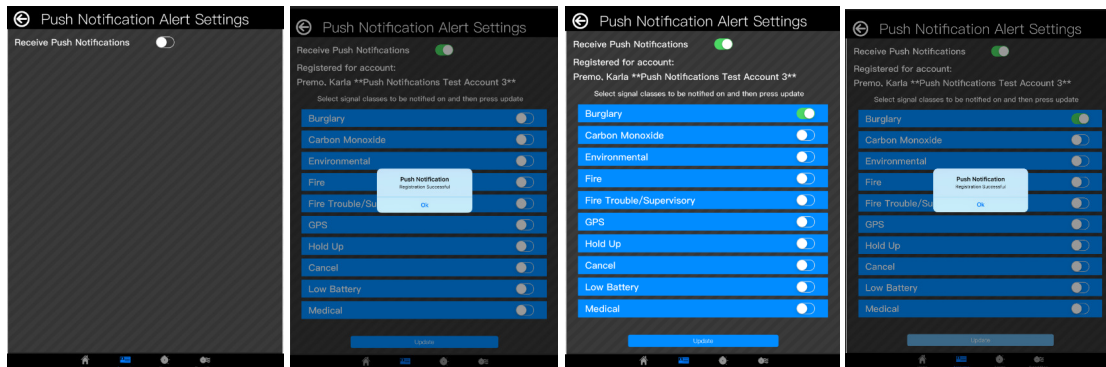 Push Notification Alert Settings
Receive Push Notifications
Push Notification Alert Settings
Receive Push Notifications
Registered for account:
Premo, Karla **Push Notifications Test Account 3**
Select signal classes to be notified on and then press update
Burglary
Carbon Monoxide
Environmental
Fire
Fire Trouble/Su
GPS
Hold Up
Cancel
Low Battery
Medical
Push Notification
Registration Successful
Ok
Update
Push Notification Alert Settings
Receive Push Notifications
Registered for account:
Premo, Karla **Push Notifications Test Account 3**
Select signal classes to be notified on and then press update
Burglary
Carbon Monoxide
Environmental
Fire
Fire Trouble/Supervisory
GPS
Hold Up
Cancel
Low Battery
Medical
Update
Push Notification Alert Settings
Receive Push Notifications
Registered for account:
Premo, Karla **Push Notifications Test Account 3**
Select signal classes to be notified on and then press update
Burglary
Carbon Monoxide
Environmental
Fire
Fire Trouble/Su
GPS
Hold Up
Cancel
Low Battery
Medical
Push Notification
Registration Successful
Ok
Update